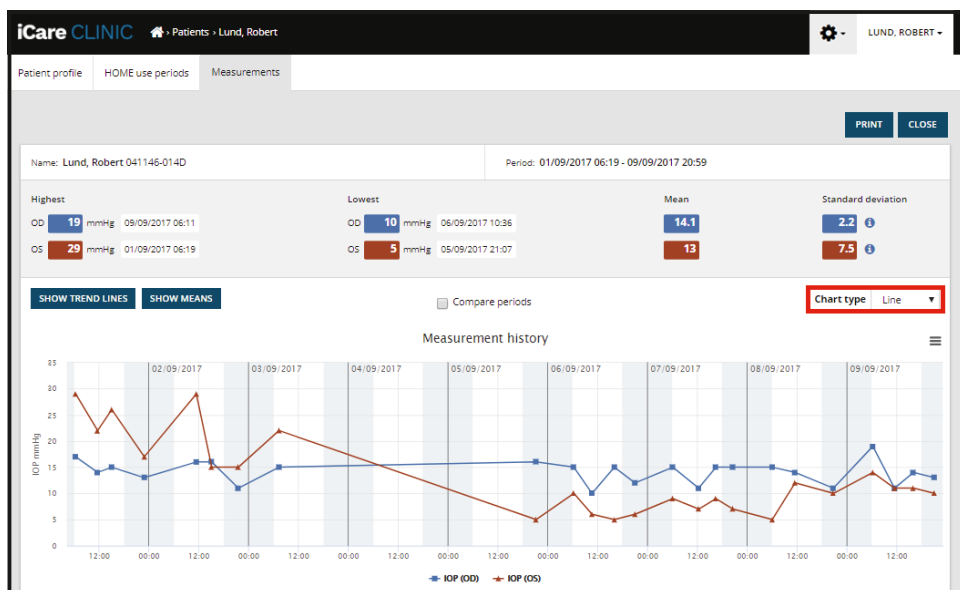 iCare CLINIC › Patients › Lund, Robert LUND, ROBERT
Patient profile HOME use periods Measurements
PRINT CLOSE
Name: Lund, Robert 041146-014D Period: 01/09/2017 06:19 - 09/09/2017 20:59
Highest Lowest Mean Standard deviation
OD 19 mmHg 09/09/2017 06:11 OD 10 mmHg 06/09/2017 10:36 14.1 2.2
OS 29 mmHg 01/09/2017 06:19 OS 5 mmHg 05/09/2017 21:07 13 7.5
SHOW TREND LINES SHOW MEANS Compare periods Chart type Line
Measurement history
35 02/09/2017 03/09/2017 04/09/2017 05/09/2017 06/09/2017 07/09/2017 08/09/2017 09/09/2017
30
25
20
15
10
5
0
IOP mmHg
12:00 00:00 12:00 00:00 12:00 00:00 12:00 00:00 12:00 00:00 12:00 00:00 12:00 00:00 12:00 00:00 12:00
IOP (OD) IOP (OS)